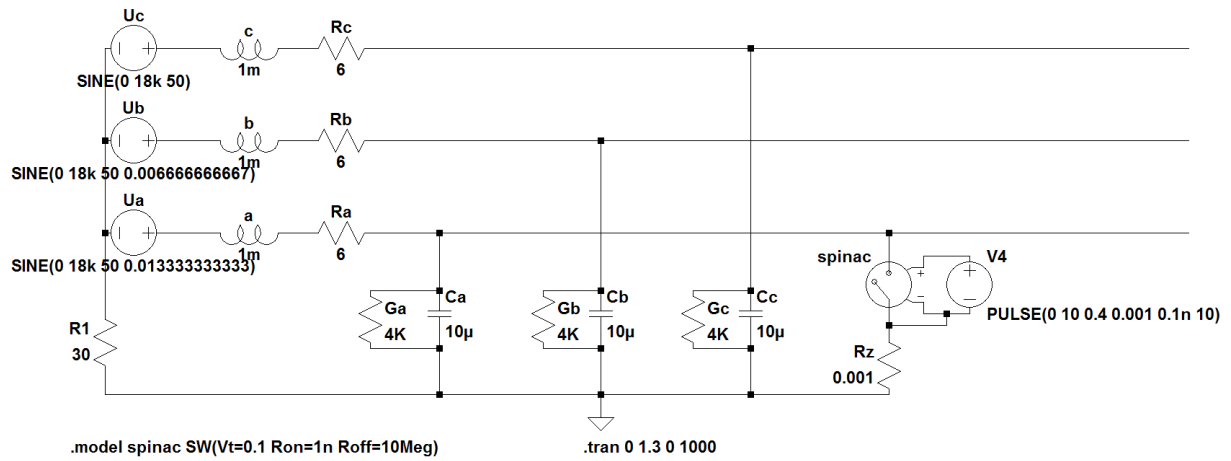 Uc
c
Rc
1m
6
SINE(0 18k 50)
Ub
b
Rb
1m
6
SINE(0 18k 50 0.006666666667)
Ua
a
Ra
1m
6
SINE(0 18k 50 0.013333333333)
spinac
V4
PULSE(0 10 0.4 0.001 0.1n 10)
R1
30
Ga
4K
Ca
10µ
Gb
4K
Cb
10µ
Gc
4K
Cc
10µ
Rz
0.001
.model spinac SW(Vt=0.1 Ron=1n Roff=10Meg)
.tran 0 1.3 0 1000